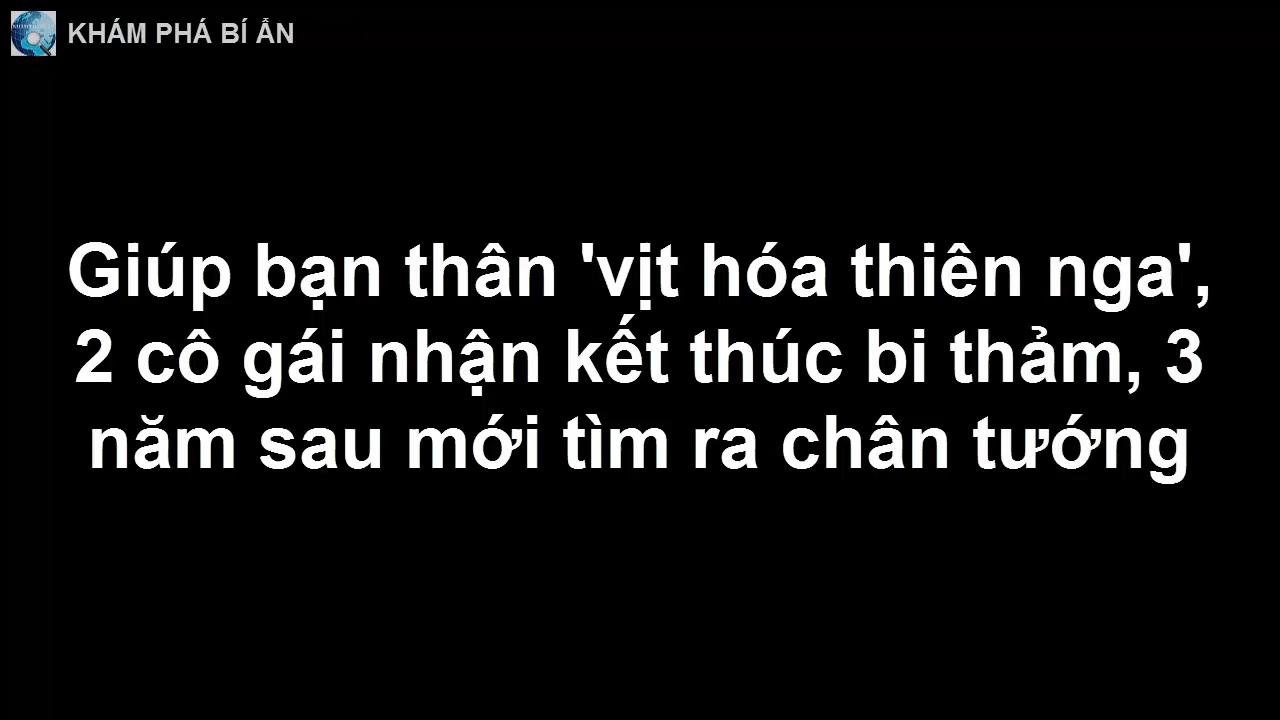 KHÁM PHÁ BÍ ẨN
Giúp bạn thân 'vịt hóa thiên nga',
2 cô gái nhận kết thúc bi thảm, 3
năm sau mới tìm ra chân tướng